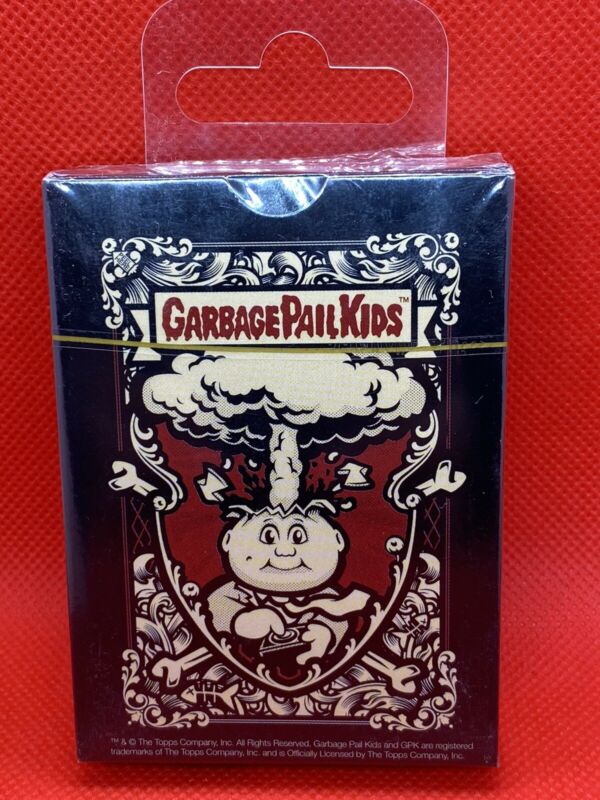 GARBAGE PAIL KIDS™
™ & © The Topps Company, Inc. All Rights Reserved. Garbage Pail Kids and GPK are registered
trademarks of The Topps Company, Inc. and is Officially Licensed by The Topps Company, Inc.